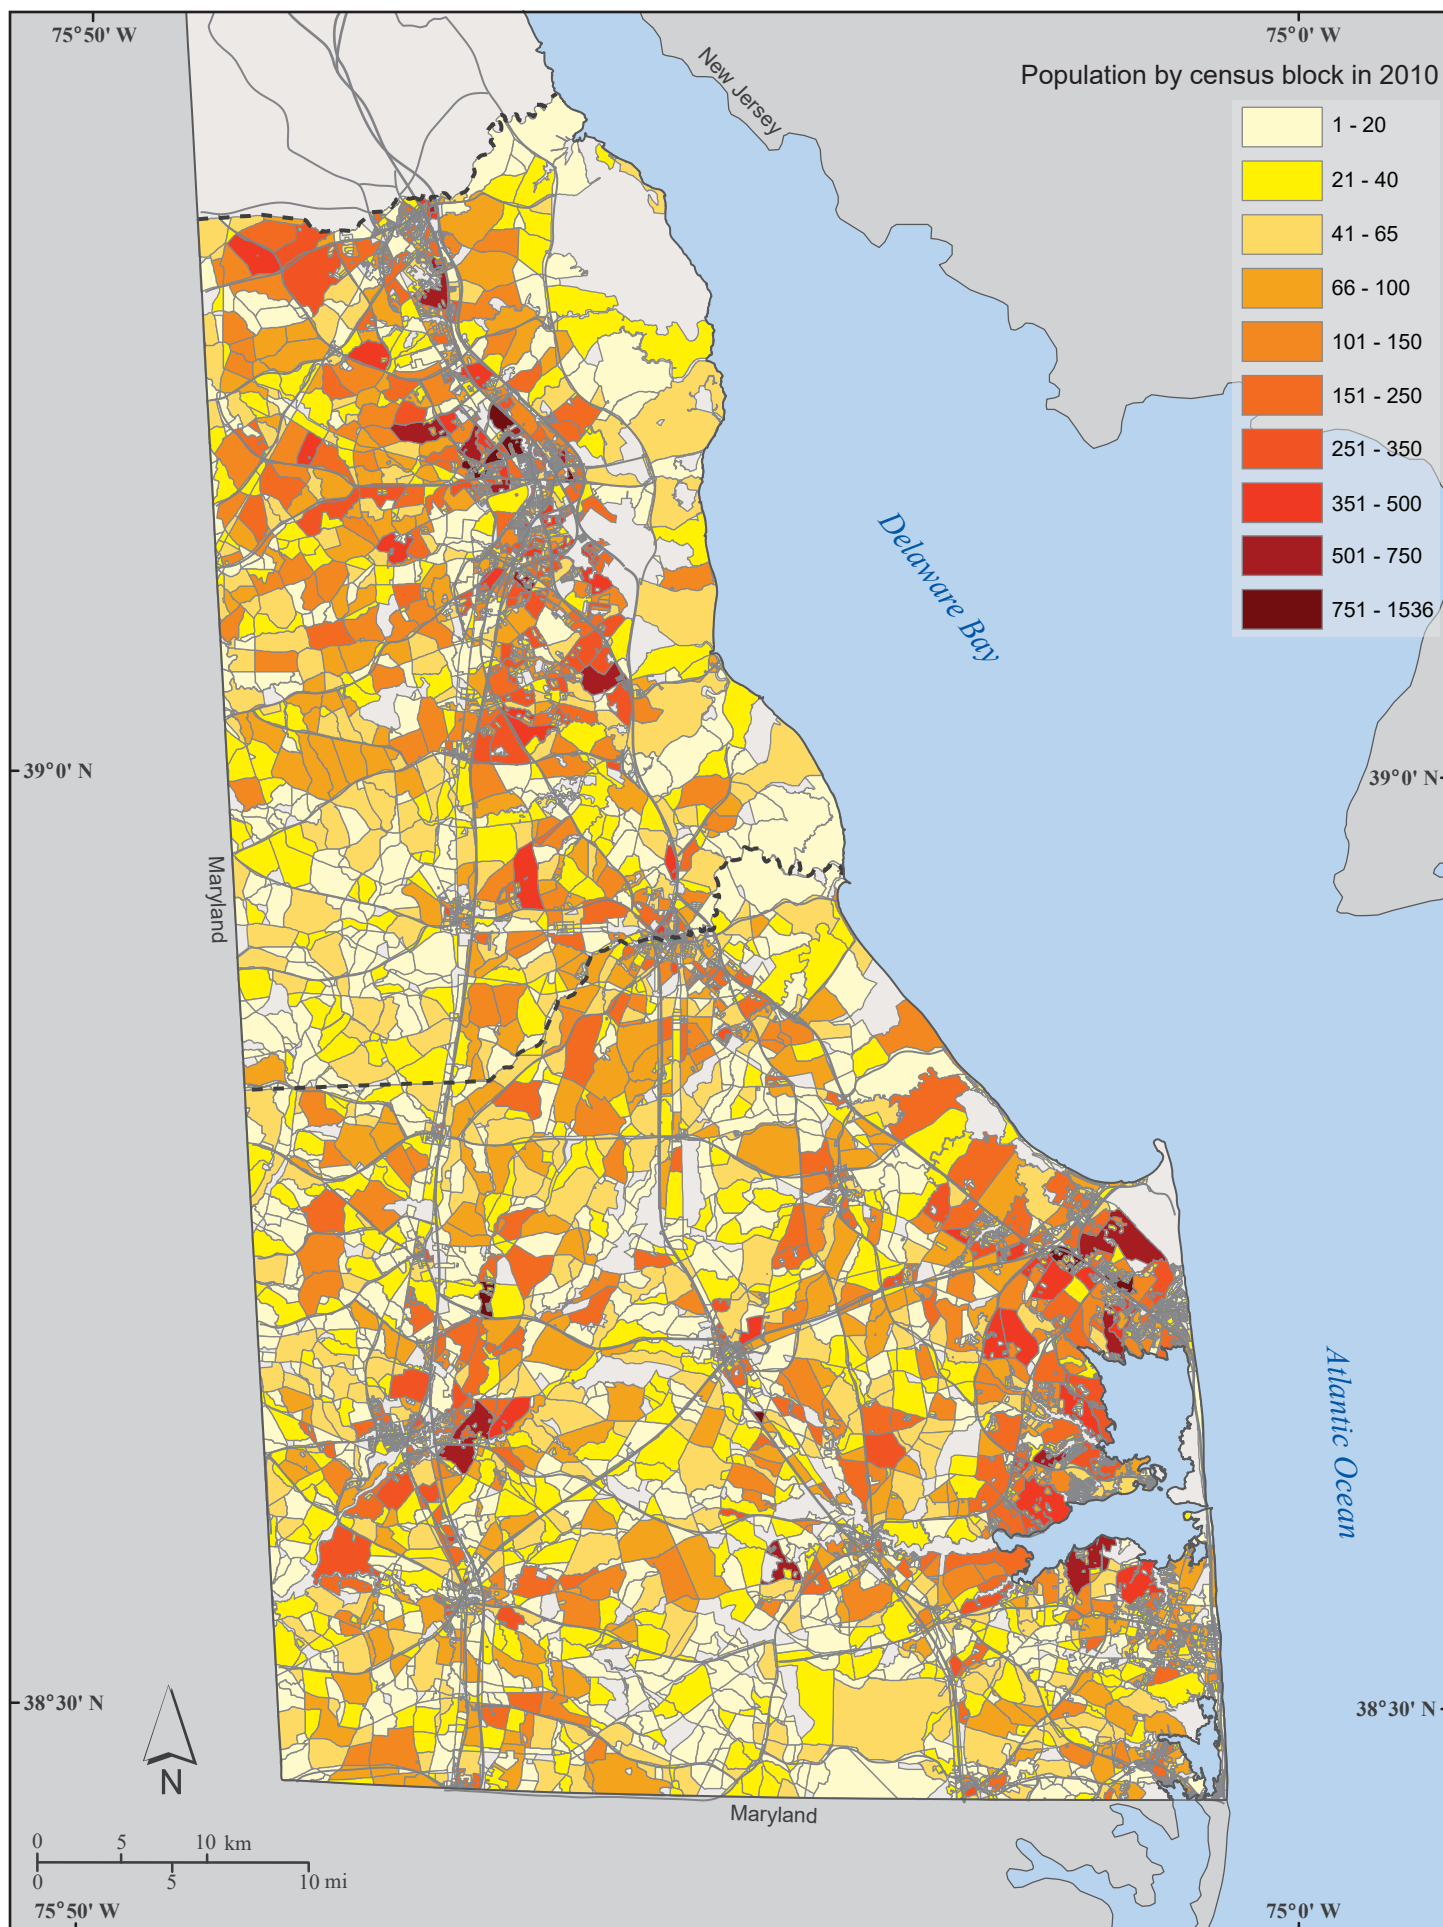 75°50' W
75°0' W
New Jersey
Population by census block in 2010
1 - 20
21 - 40
41 - 65
66 - 100
101 - 150
151 - 250
251 - 350
351 - 500
501 - 750
751 - 1536
Delaware Bay
39°0' N
39°0' N
Maryland
Atlantic Ocean
38°30' N
38°30' N
N
Maryland
0 5 10 km
0 5 10 mi
75°50' W
75°0' W